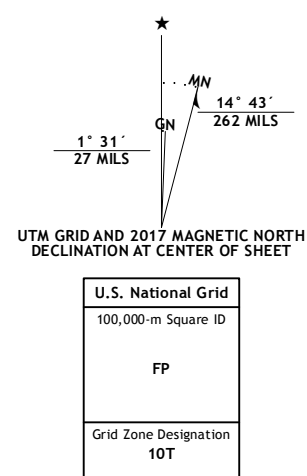 ★
MN
GN
14° 43´
262 MILS
1° 31´
27 MILS
UTM GRID AND 2017 MAGNETIC NORTH
DECLINATION AT CENTER OF SHEET
U.S. National Grid
100,000-m Square ID
FP
Grid Zone Designation
10T